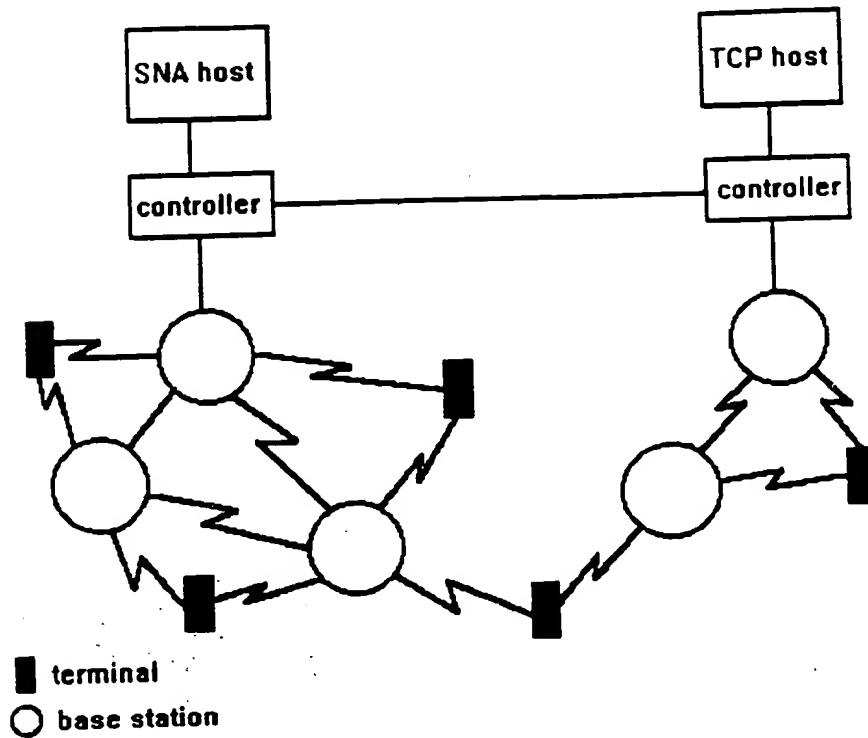 SNA host
TCP host
controller
controller
terminal
base station